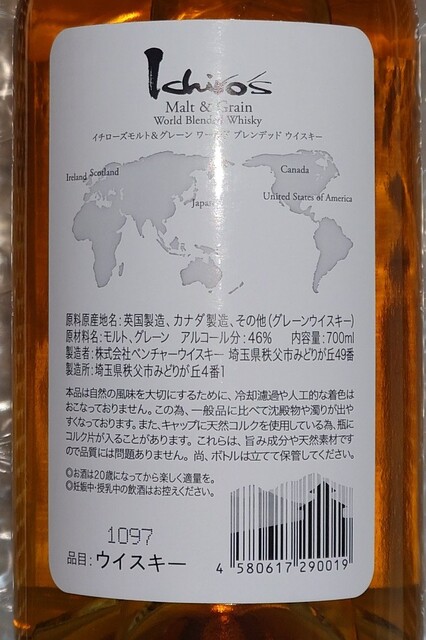 Ichiro's
Malt & Grain
World Blended Whisky
イチローズモルト&グレーン ワールド ブレンデッド ウイスキー
Ireland Scotland
Japan
Canada
United States of America
原料原産地名:英国製造、カナダ製造、その他(グレーンウイスキー)
原材料名:モルト、グレーン アルコール分:46% 内容量:700ml
製造者:株式会社ベンチャーウイスキー 埼玉県秩父市みどりが丘49番
製造所:埼玉県秩父市みどりが丘4番1
本品は自然の風味を大切にするために、冷却濾過や人工的な着色は
おこなっておりません。この為、一般品に比べて沈殿物や濁りが出や
すくなっております。また、キャップに天然コルクを使用している為、瓶に
コルク片が入ることがあります。これらは、旨み成分や天然素材です
ので品質には問題ありません。尚、ボトルは立てて保管してください。
◎お酒は20歳になってから楽しく適量を。
◎妊娠中・授乳中の飲酒はお控えください。
1097
品目:ウイスキー
4 580617 290019